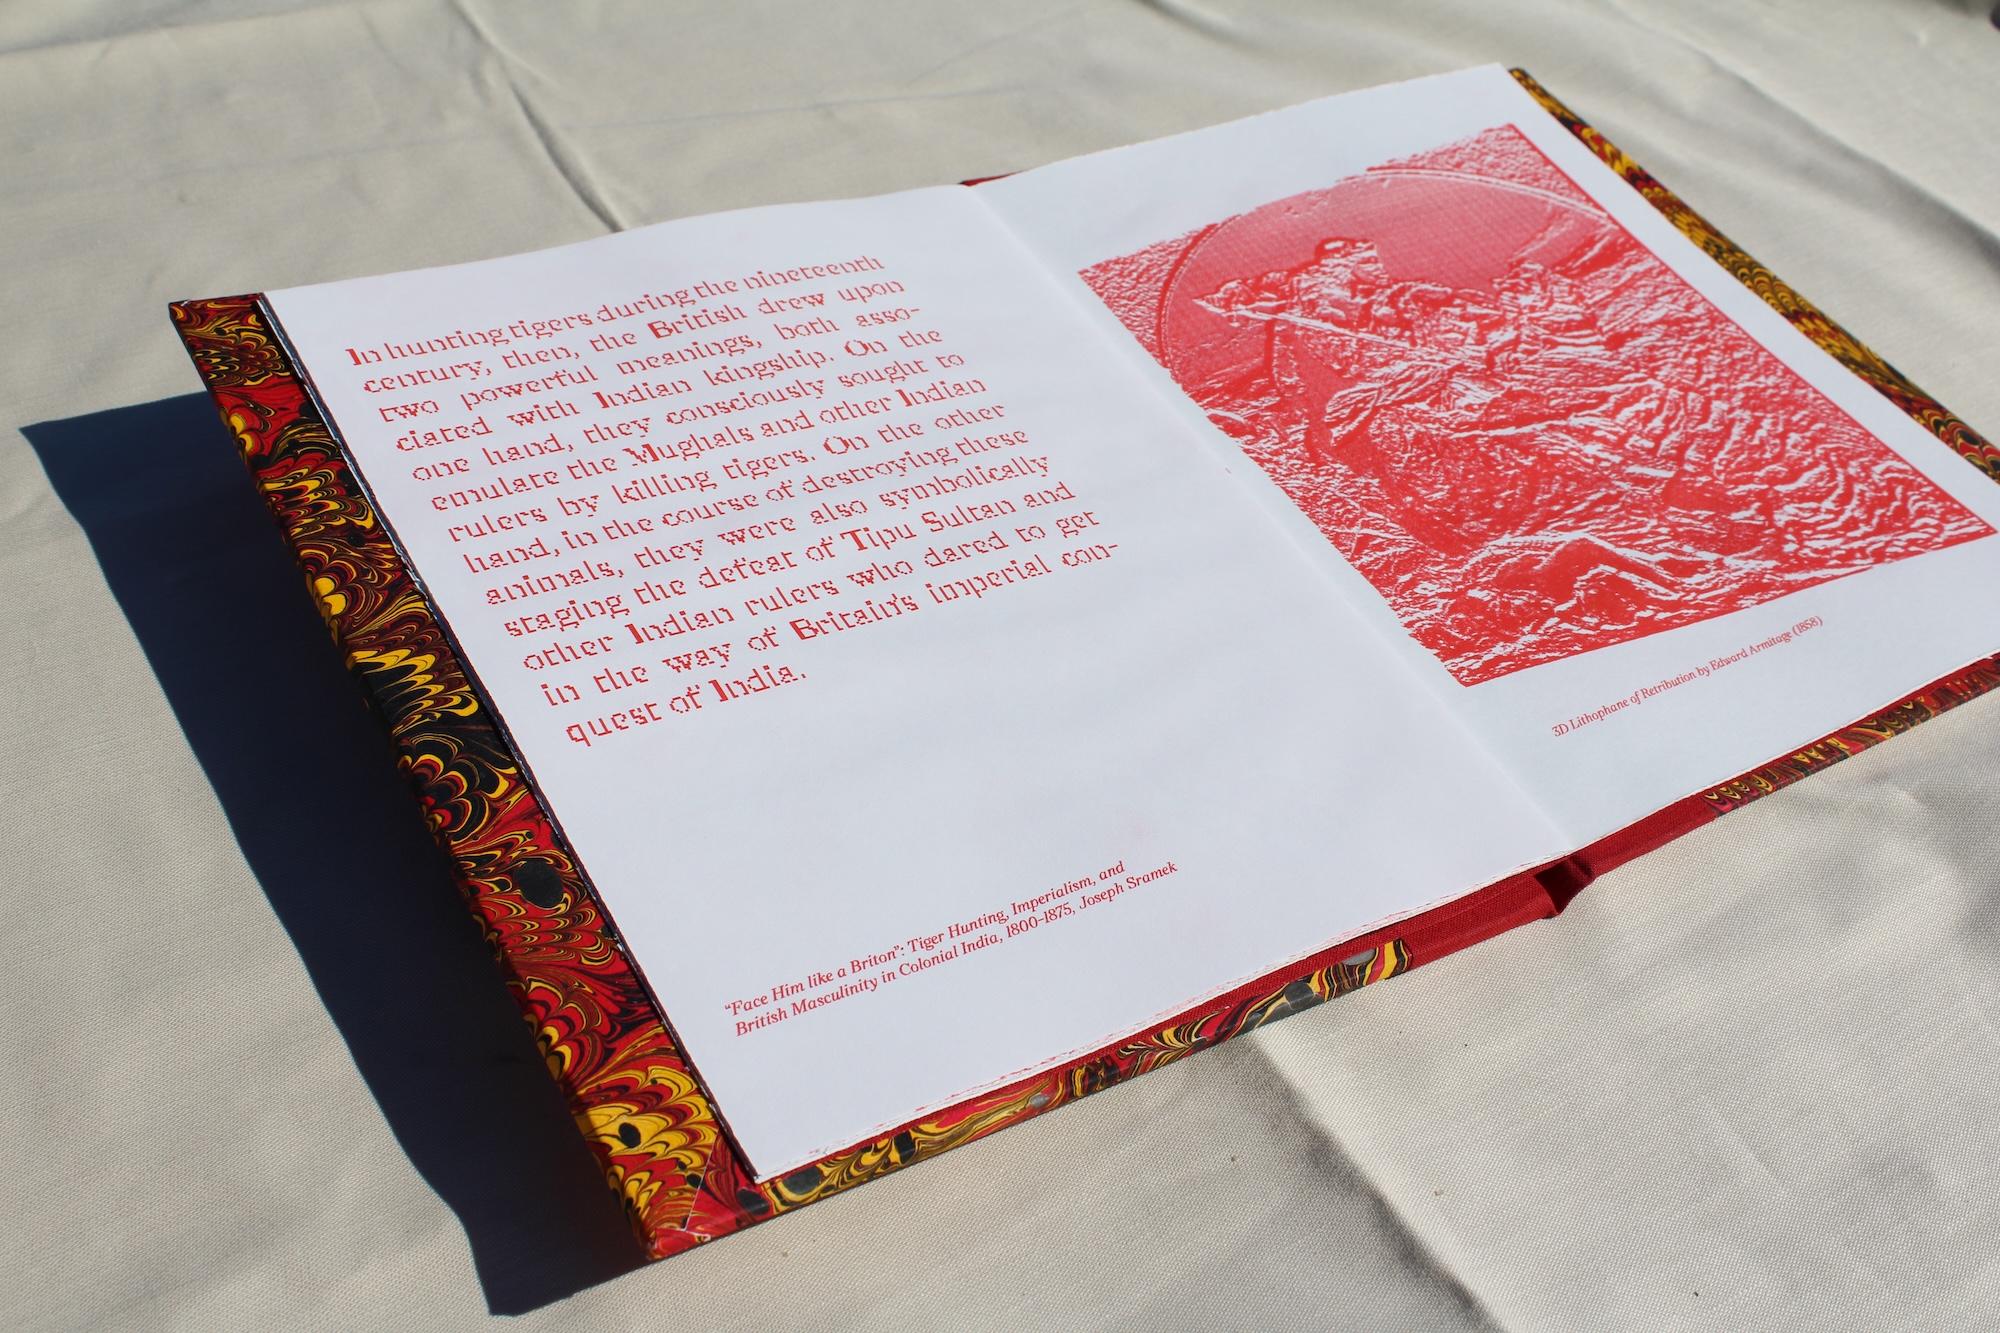 In hunting tigers during the nineteenth
century, then, the British drew upon
two powerful meanings, both asso-
ciated with Indian kingship. On the
one hand, they consciously sought to
emulate the Mughals and other Indian
rulers by killing tigers. On the other
hand, in the course of destroying these
animals, they were also symbolically
staging the defeat of Tipu Sultan and
other Indian rulers who dared to get
in the way of Britain's imperial con-
quest of India.
“Face Him like a Briton”: Tiger Hunting, Imperialism, and
British Masculinity in Colonial India, 1800-1875, Joseph Sramek
3D Lithophane of Retribution by Edward Armitage (1858)